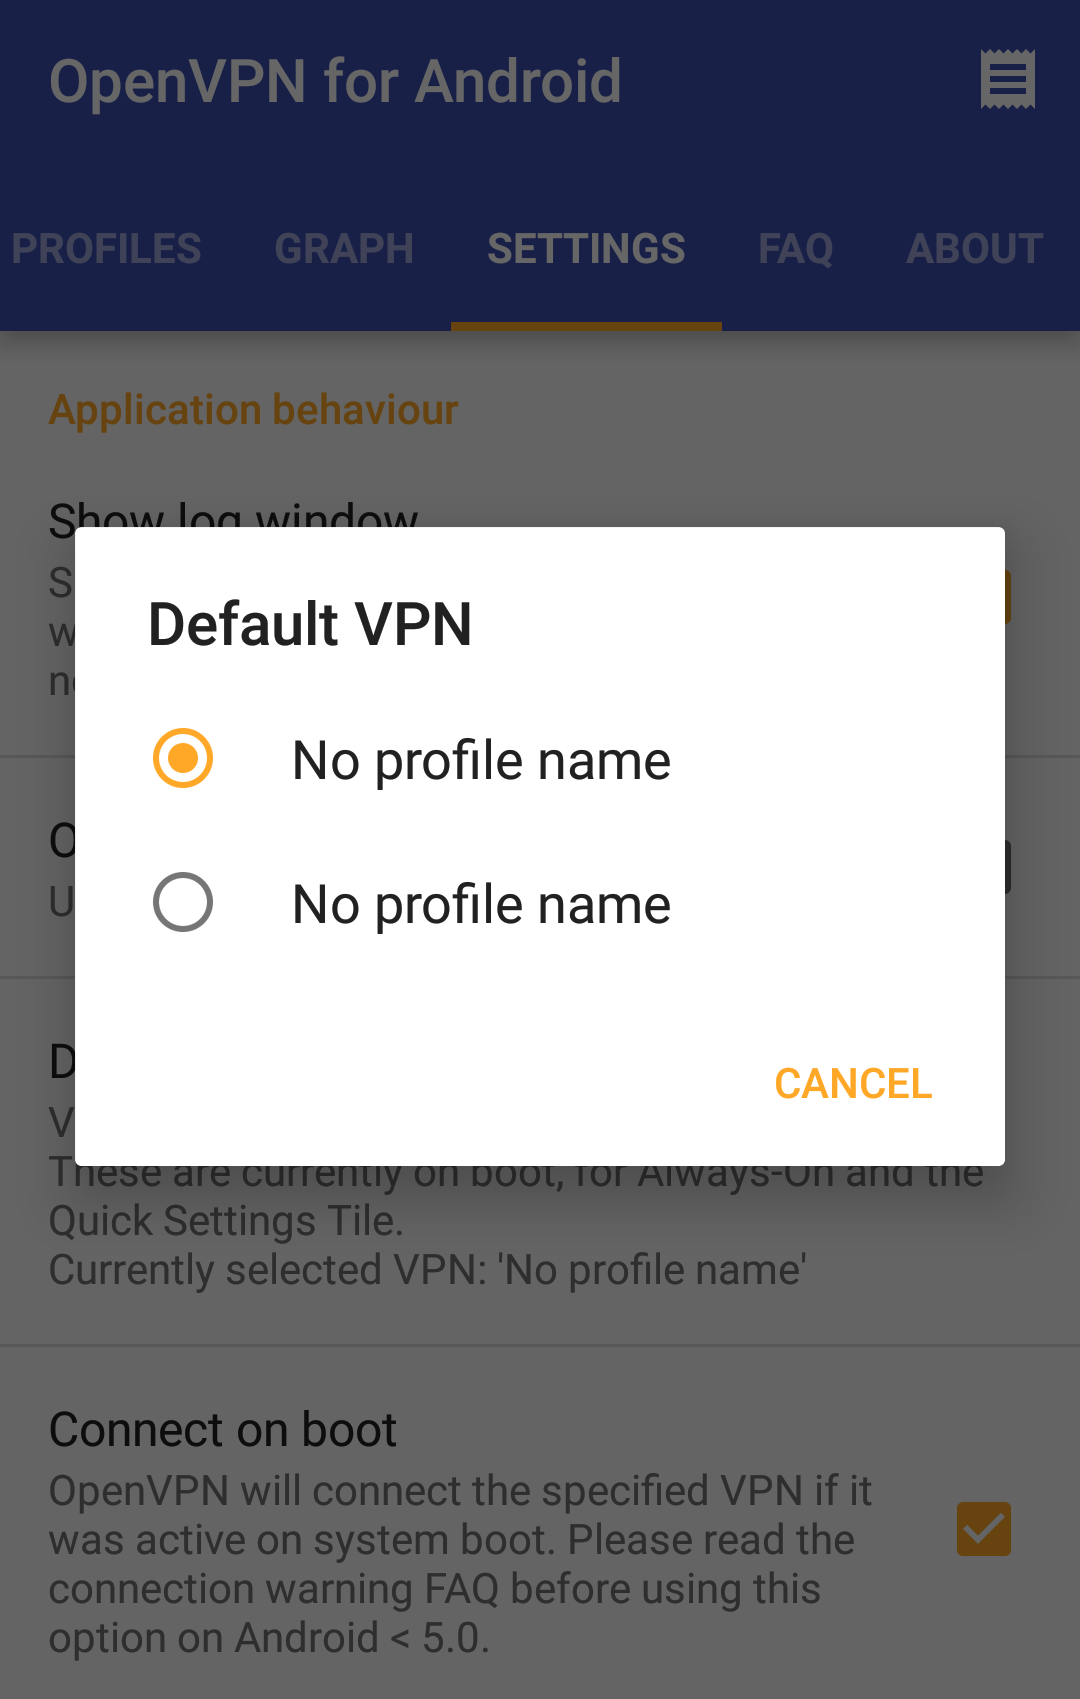 OpenVPN for Android
PROFILES GRAPH SETTINGS FAQ ABOUT
Application behaviour
Show log window
Default VPN
No profile name
No profile name
CANCEL
These are currently on boot, for Always-On and the
Quick Settings Tile.
Currently selected VPN: 'No profile name'
Connect on boot
OpenVPN will connect the specified VPN if it
was active on system boot. Please read the
connection warning FAQ before using this
option on Android < 5.0.